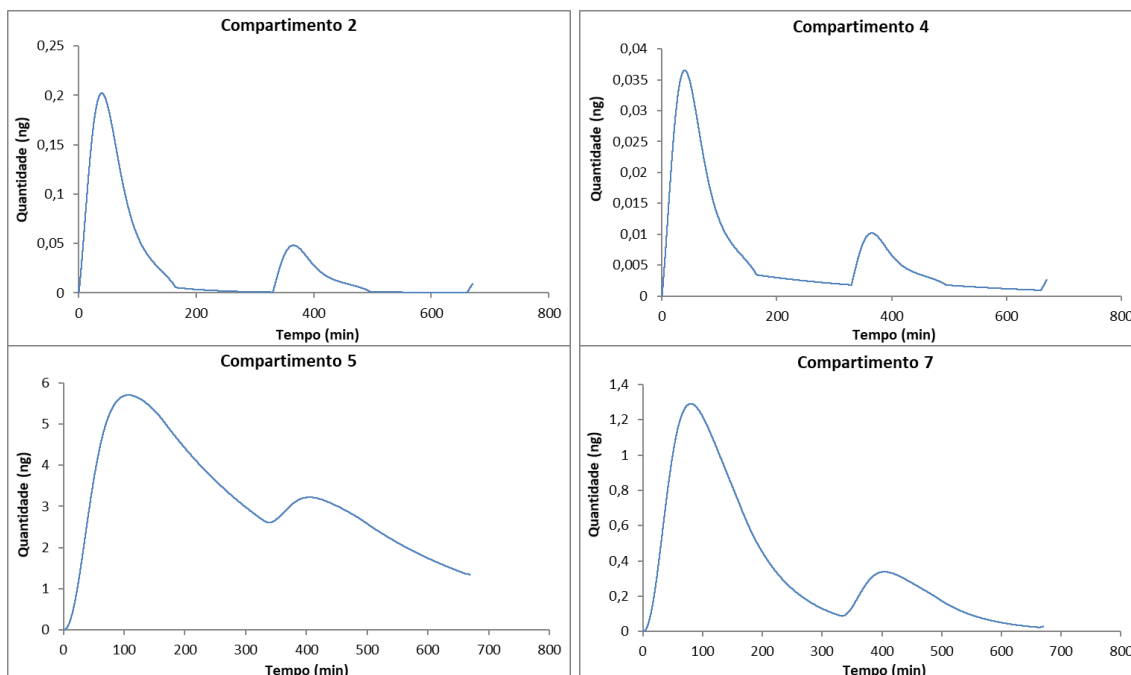 Compartimento 2
0,25
0,2
0,15
0,1
0,05
0
Quantidade (ng)
0 200 400 600 800
Tempo (min)
Compartimento 4
0,04
0,035
0,03
0,025
0,02
0,015
0,01
0,005
0
Quantidade (ng)
0 200 400 600 800
Tempo (min)
Compartimento 5
6
5
4
3
2
1
0
Quantidade (ng)
0 100 200 300 400 500 600 700 800
Tempo (min)
Compartimento 7
1,4
1,2
1
0,8
0,6
0,4
0,2
0
Quantidade (ng)
0 100 200 300 400 500 600 700 800
Tempo (min)